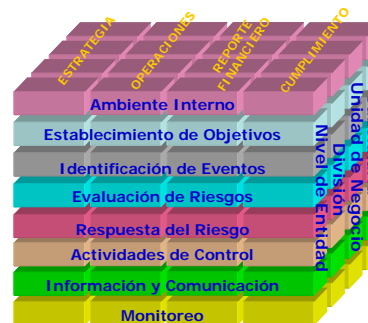 ESTRATEGIA
OPERACIONES
REPORTE
FINANCIERO
CUMPLIMIENTO
Ambiente Interno
Establecimiento de Objetivos
Identificación de Eventos
Evaluación de Riesgos
Respuesta del Riesgo
Actividades de Control
Información y Comunicación
Monitoreo
Nivel de Entidad
División
Unidad de Negocio